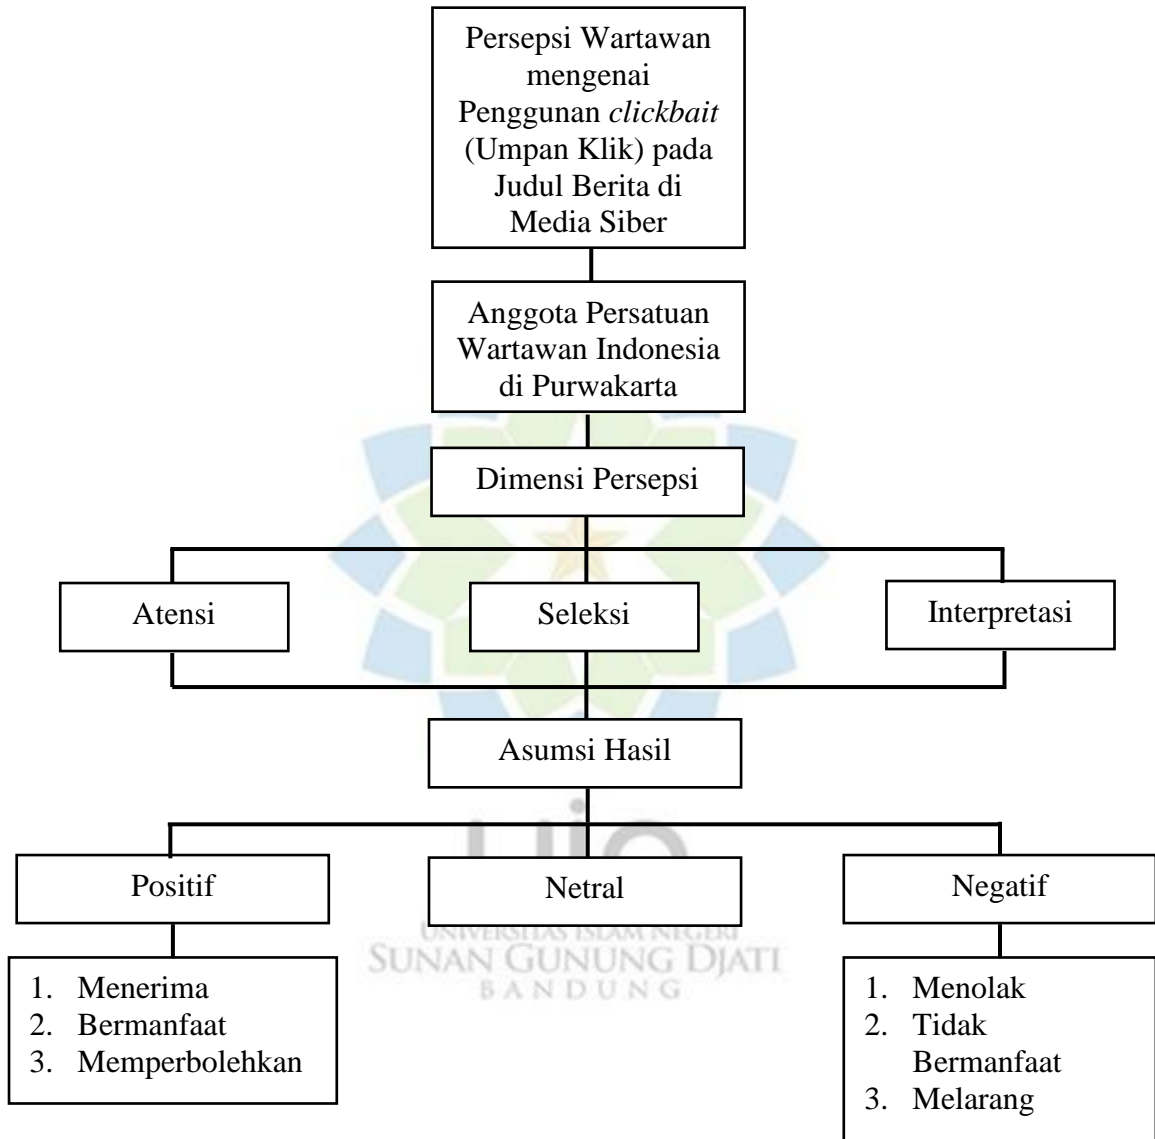 Persepsi Wartawan
mengenai
Penggunan clickbait
(Umpan Klik) pada
Judul Berita di
Media Siber
Anggota Persatuan
Wartawan Indonesia
di Purwakarta
Dimensi Persepsi
Atensi
Seleksi
Interpretasi
Asumsi Hasil
uin
Positif
Netral
Negatif
UNIVERSITAS ISLAM NEGERI
SUNAN GUNUNG DJATI
BANDUNG
1. Menerima
2. Bermanfaat
3. Memperbolehkan
1. Menolak
2. Tidak
Bermanfaat
3. Melarang